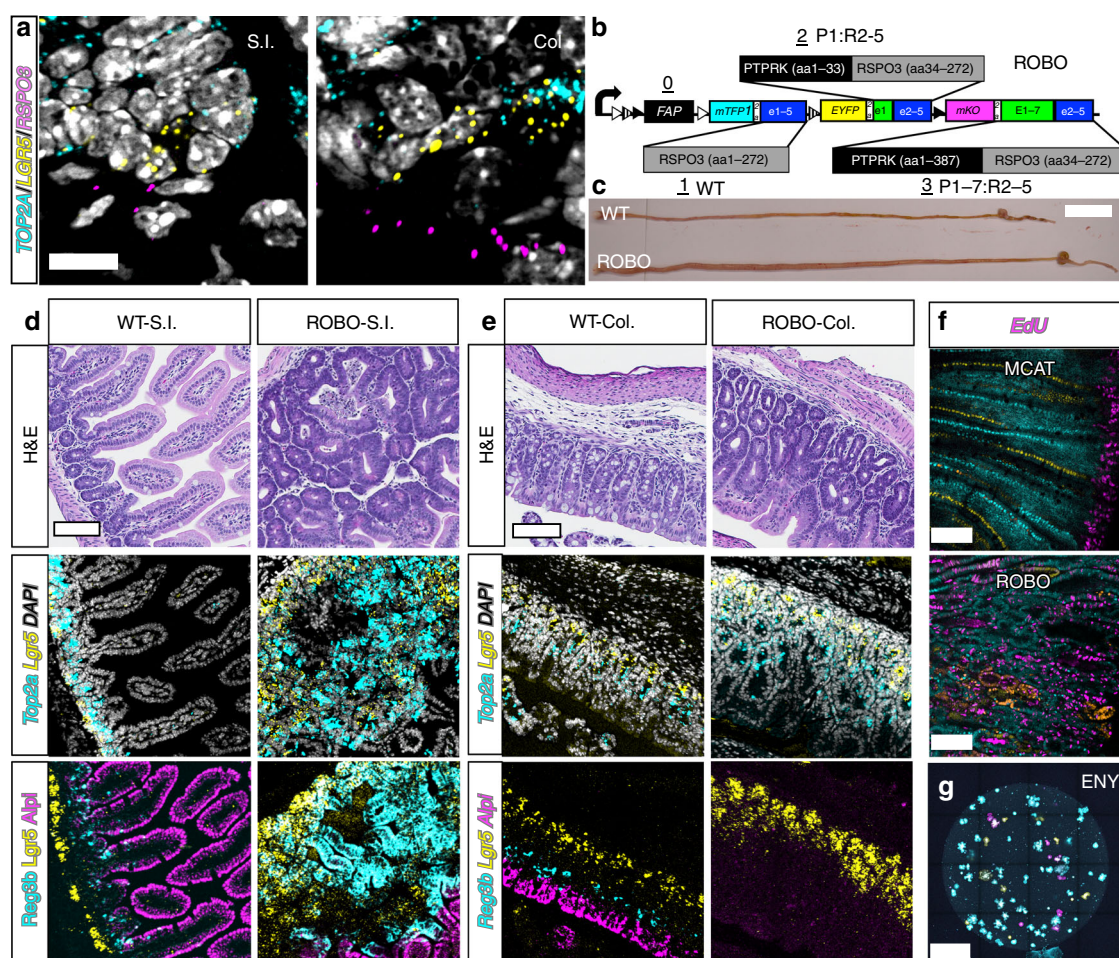 a
TOP2A/LGR5/RSPO3
S.I.
Col
b
2 P1:R2-5
ROBO
PTPRK (aa1–33) RSPO3 (aa34–272)
0
FAP mTFP1 2a e1–5 EYFP 2a e1 e2–5 mKO 2a E1–7 e2–5
RSPO3 (aa1–272) PTPRK (aa1–387) RSPO3 (aa34–272)
1 WT
3 P1–7:R2–5
c
WT
ROBO
d
WT-S.I.
ROBO-S.I.
H&E
Top2a Lgr5 DAPI
Reg3b Lgr5 Alpl
e
WT-Col.
ROBO-Col.
H&E
Top2a Lgr5 DAPI
Reg3b Lgr5 Alpl
f
EdU
MCAT
ROBO
g
ENY